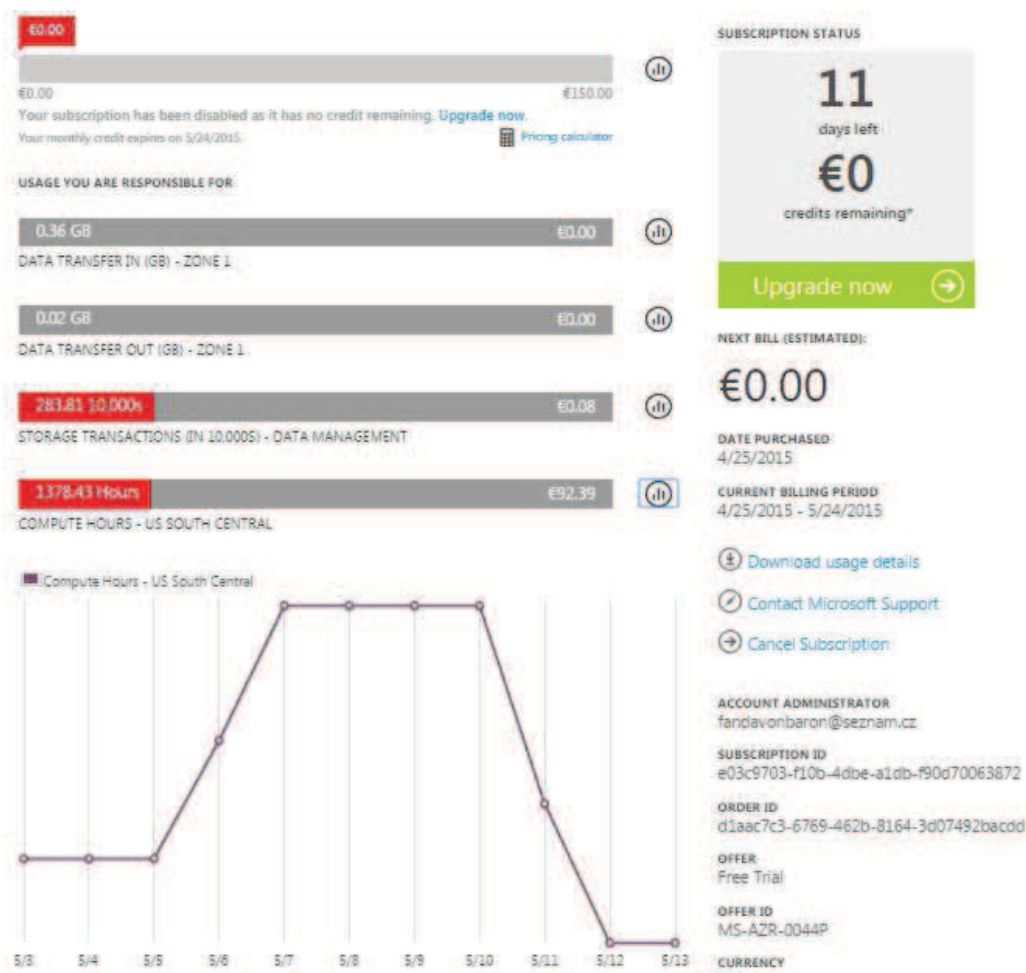 €0.00
€0.00 €150.00
Your subscription has been disabled as it has no credit remaining. Upgrade now.
Your monthly credit expires on 5/24/2015.
Pricing calculator
USAGE YOU ARE RESPONSIBLE FOR
0.36 GB €0.00
DATA TRANSFER IN (GB) - ZONE 1
0.02 GB €0.00
DATA TRANSFER OUT (GB) - ZONE 1
283.81 10,000s €0.08
STORAGE TRANSACTIONS (IN 10,000S) - DATA MANAGEMENT
1378.43 Hours €92.39
COMPUTE HOURS - US SOUTH CENTRAL
Compute Hours - US South Central
5/3 5/4 5/5 5/6 5/7 5/8 5/9 5/10 5/11 5/12 5/13
SUBSCRIPTION STATUS
11
days left
€0
credits remaining*
Upgrade now
NEXT BILL (ESTIMATED):
€0.00
DATE PURCHASED
4/25/2015
CURRENT BILLING PERIOD
4/25/2015 - 5/24/2015
Download usage details
Contact Microsoft Support
Cancel Subscription
ACCOUNT ADMINISTRATOR
fandavonbaron@seznam.cz
SUBSCRIPTION ID
e03c9703-f10b-4dbe-a1db-f90d70063872
ORDER ID
d1aac7c3-6769-462b-8164-3d07492bacdd
OFFER
Free Trial
OFFER ID
MS-AZR-0044P
CURRENCY